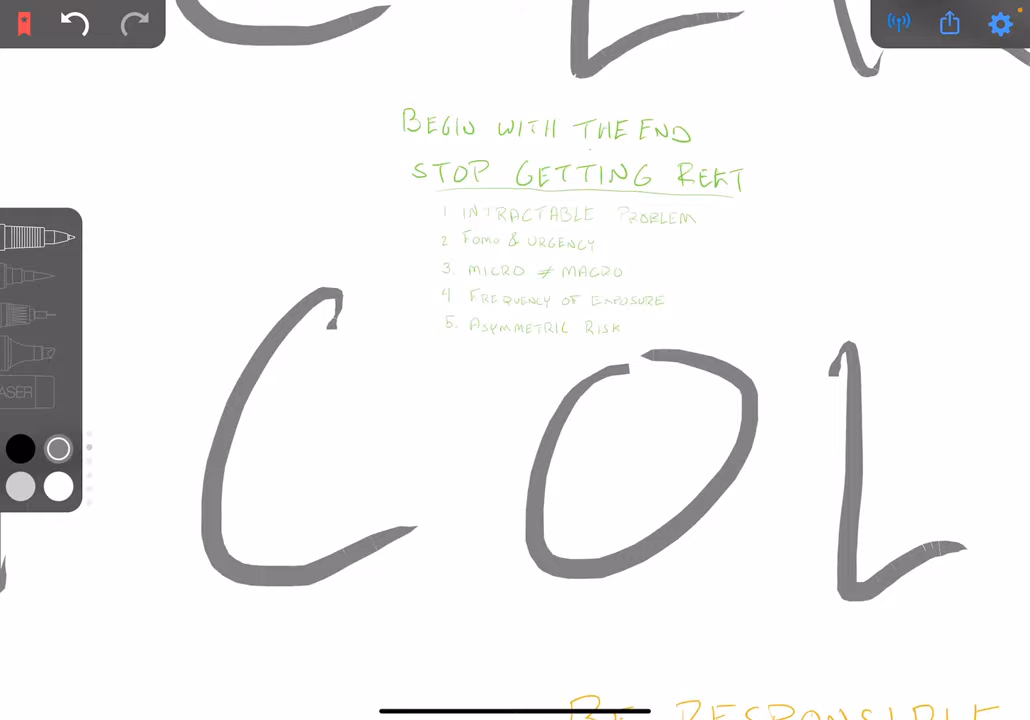 BEGIN WITH THE END
STOP GETTING REKT
1 INTRACTABLE PROBLEM
2 FOMO & URGENCY
3. MICRO ≠ MACRO
4 FREQUENCY OF EXPOSURE
5. ASYMMETRIC RISK
COL
BE RESPONSIBLE
ASER